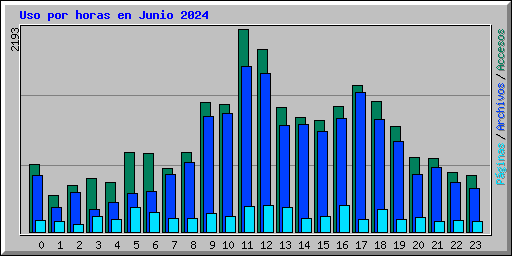 Uso por horas en Junio 2024
2193
Páginas / Archivos / Accesos
0 1 2 3 4 5 6 7 8 9 10 11 12 13 14 15 16 17 18 19 20 21 22 23